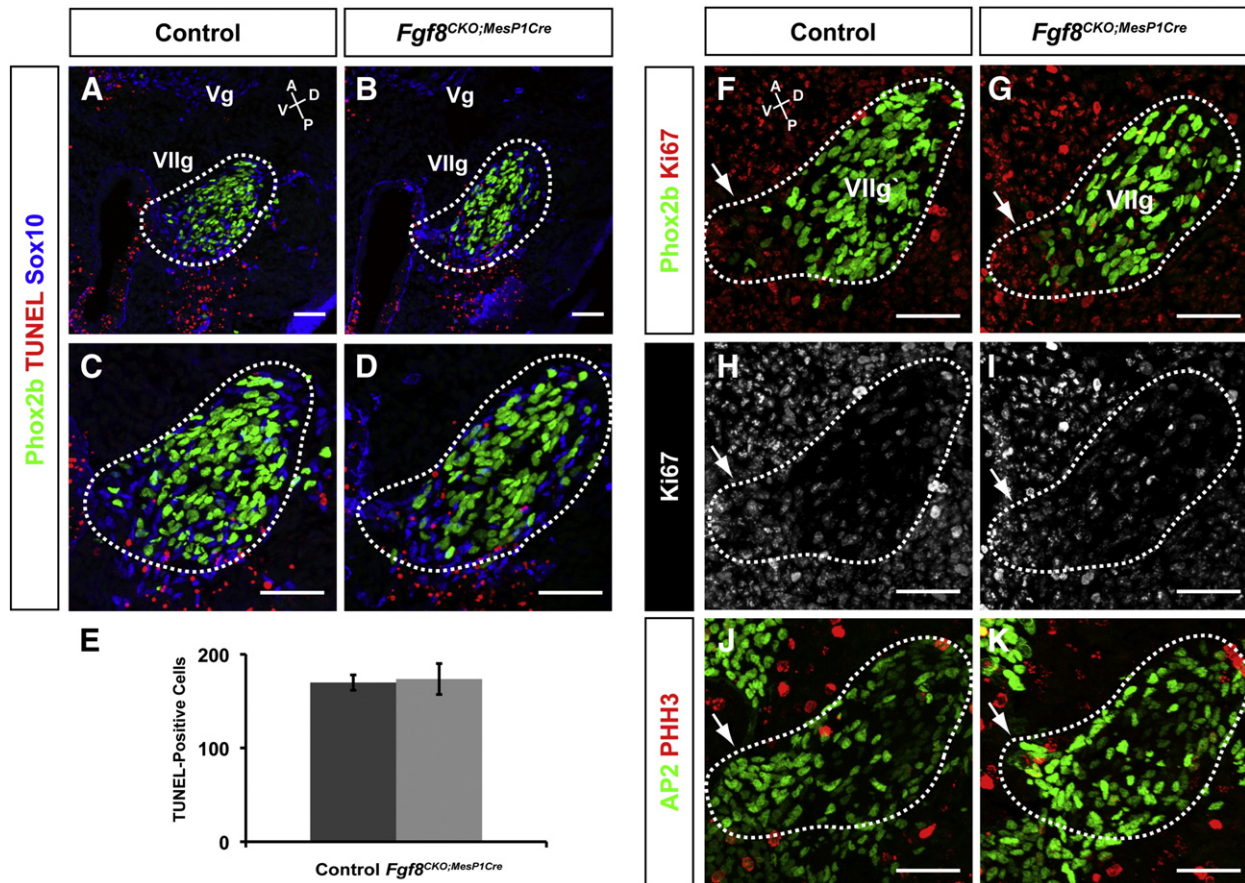 Control
Fgf8CKO;MesP1Cre
Control
Fgf8CKO;MesP1Cre
Phox2b TUNEL Sox10
A
Vg
A
D
V
P
VIIg
B
Vg
VIIg
C
D
E
TUNEL-Positive Cells
200
100
0
Control Fgf8CKO;MesP1Cre
Phox2b Ki67
F
A
D
V
P
VIIg
G
VIIg
Ki67
H
I
AP2 PHH3
J
K